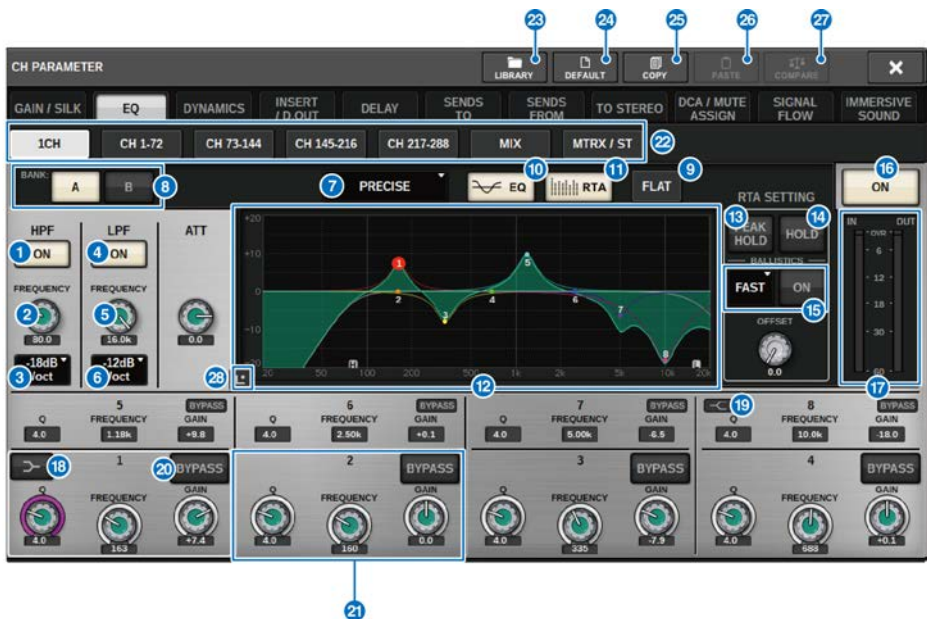 23 24 25 26 27
CH PARAMETER
LIBRARY DEFAULT COPY PASTE COMPARE
GAIN / SILK EQ DYNAMICS INSERT / D.OUT DELAY SENDS TO SENDS FROM TO STEREO DCA / MUTE ASSIGN SIGNAL FLOW IMMERSIVE SOUND
1CH CH 1-72 CH 73-144 CH 145-216 CH 217-288 MIX MTRX / ST 22
BANK: A B 8 7 PRECISE 10 EQ 11 RTA 9 FLAT 16 ON
RTA SETTING
HPF LPF ATT
1 ON 4 ON
13 PEAK HOLD 14 HOLD
BALLISTICS
FAST ON 15
OFFSET
0.0
IN OUT
OVR
6
12
18
30
60
17
FREQUENCY FREQUENCY
2 5
80.0 16.0k 0.0
3 -18dB /oct 6 -12dB /oct
+20
+10
0
-10
-20
1 2 3 4 5 6 7 8
H L
20 50 100 200 500 1k 2k 5k 10k 20k
28 12
5 BYPASS 6 BYPASS 7 BYPASS 19 8 BYPASS
Q FREQUENCY GAIN Q FREQUENCY GAIN Q FREQUENCY GAIN Q FREQUENCY GAIN
4.0 1.18k +9.8 4.0 2.50k +0.1 4.0 5.00k -6.5 4.0 10.0k -18.0
18 1 20 BYPASS 2 BYPASS 3 BYPASS 4 BYPASS
Q FREQUENCY GAIN Q FREQUENCY GAIN Q FREQUENCY GAIN Q FREQUENCY GAIN
4.0 163 +7.4 4.0 160 0.0 4.0 335 -7.9 4.0 688 +0.1
21